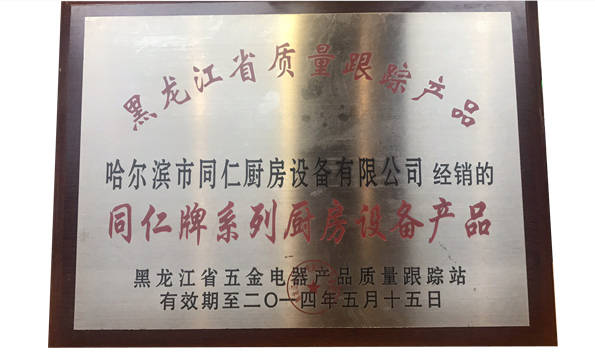 黑龙江省质量跟踪产品
哈尔滨市同仁厨房设备有限公司 经销的
同仁牌系列厨房设备产品
黑龙江省五金电器产品质量跟踪站
有效期至二〇一四年五月十五日